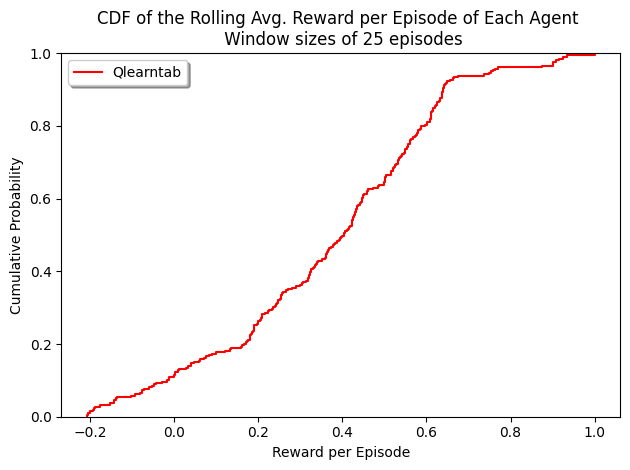 CDF of the Rolling Avg. Reward per Episode of Each Agent
Window sizes of 25 episodes
Qlearntab
1.0
0.8
0.6
0.4
0.2
0.0
Cumulative Probability
−0.2 0.0 0.2 0.4 0.6 0.8 1.0
Reward per Episode